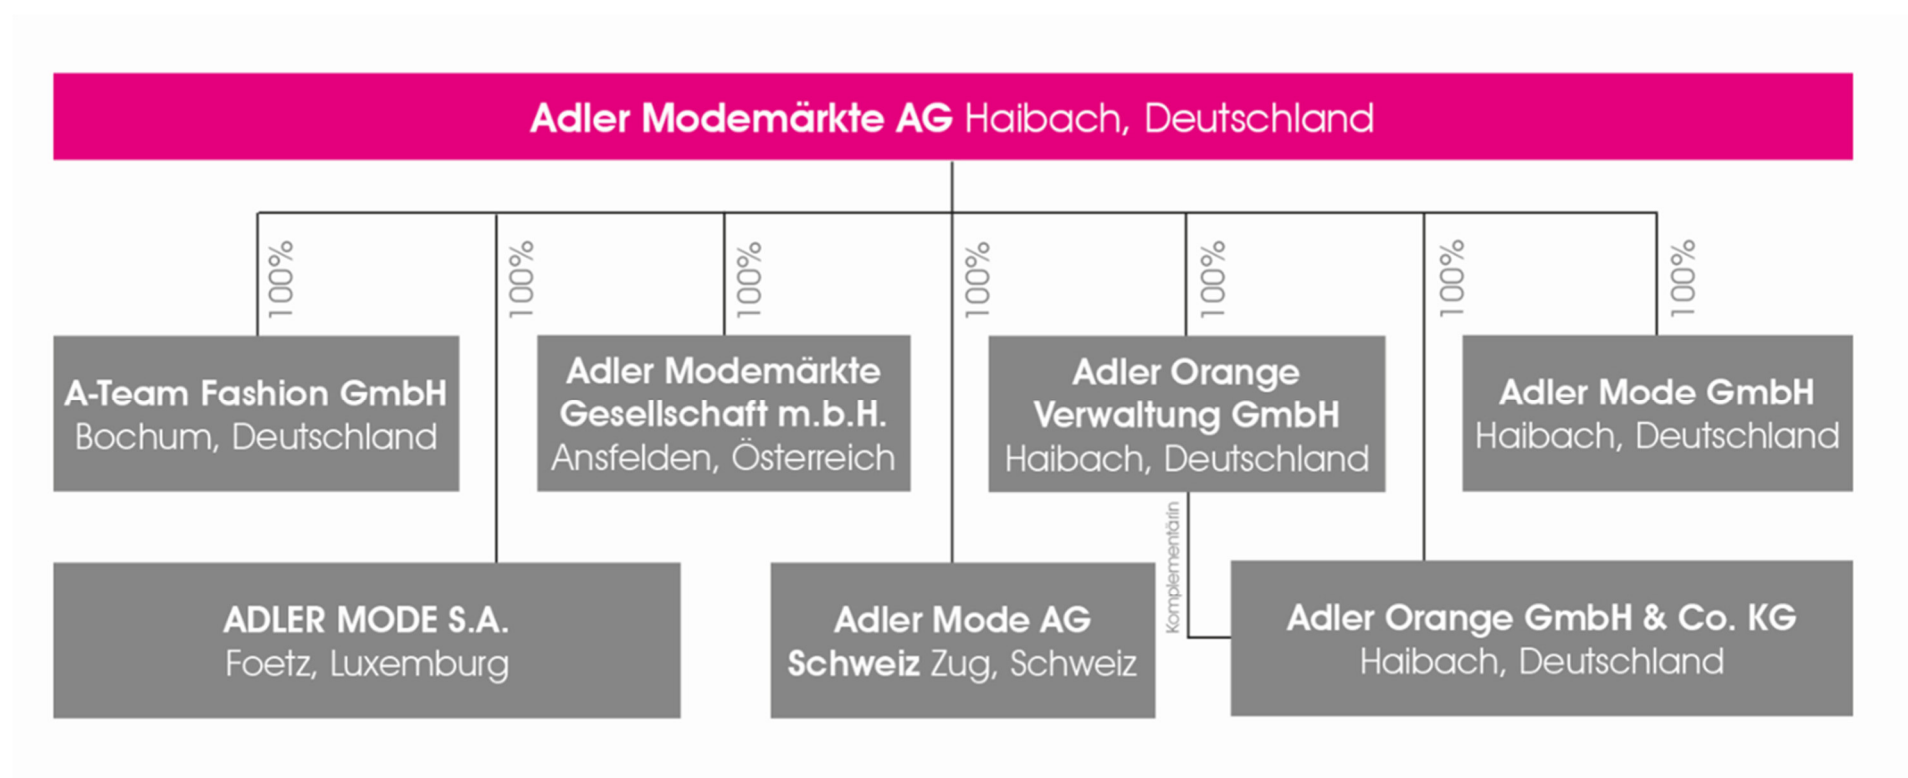 Adler Modemärkte AG Haibach, Deutschland
100%
100%
100%
100%
100%
100%
100%
A-Team Fashion GmbH
Bochum, Deutschland
Adler Modemärkte
Gesellschaft m.b.H.
Ansfelden, Österreich
Adler Orange
Verwaltung GmbH
Haibach, Deutschland
Adler Mode GmbH
Haibach, Deutschland
Komplementärin
ADLER MODE S.A.
Foetz, Luxemburg
Adler Mode AG
Schweiz Zug, Schweiz
Adler Orange GmbH & Co. KG
Haibach, Deutschland